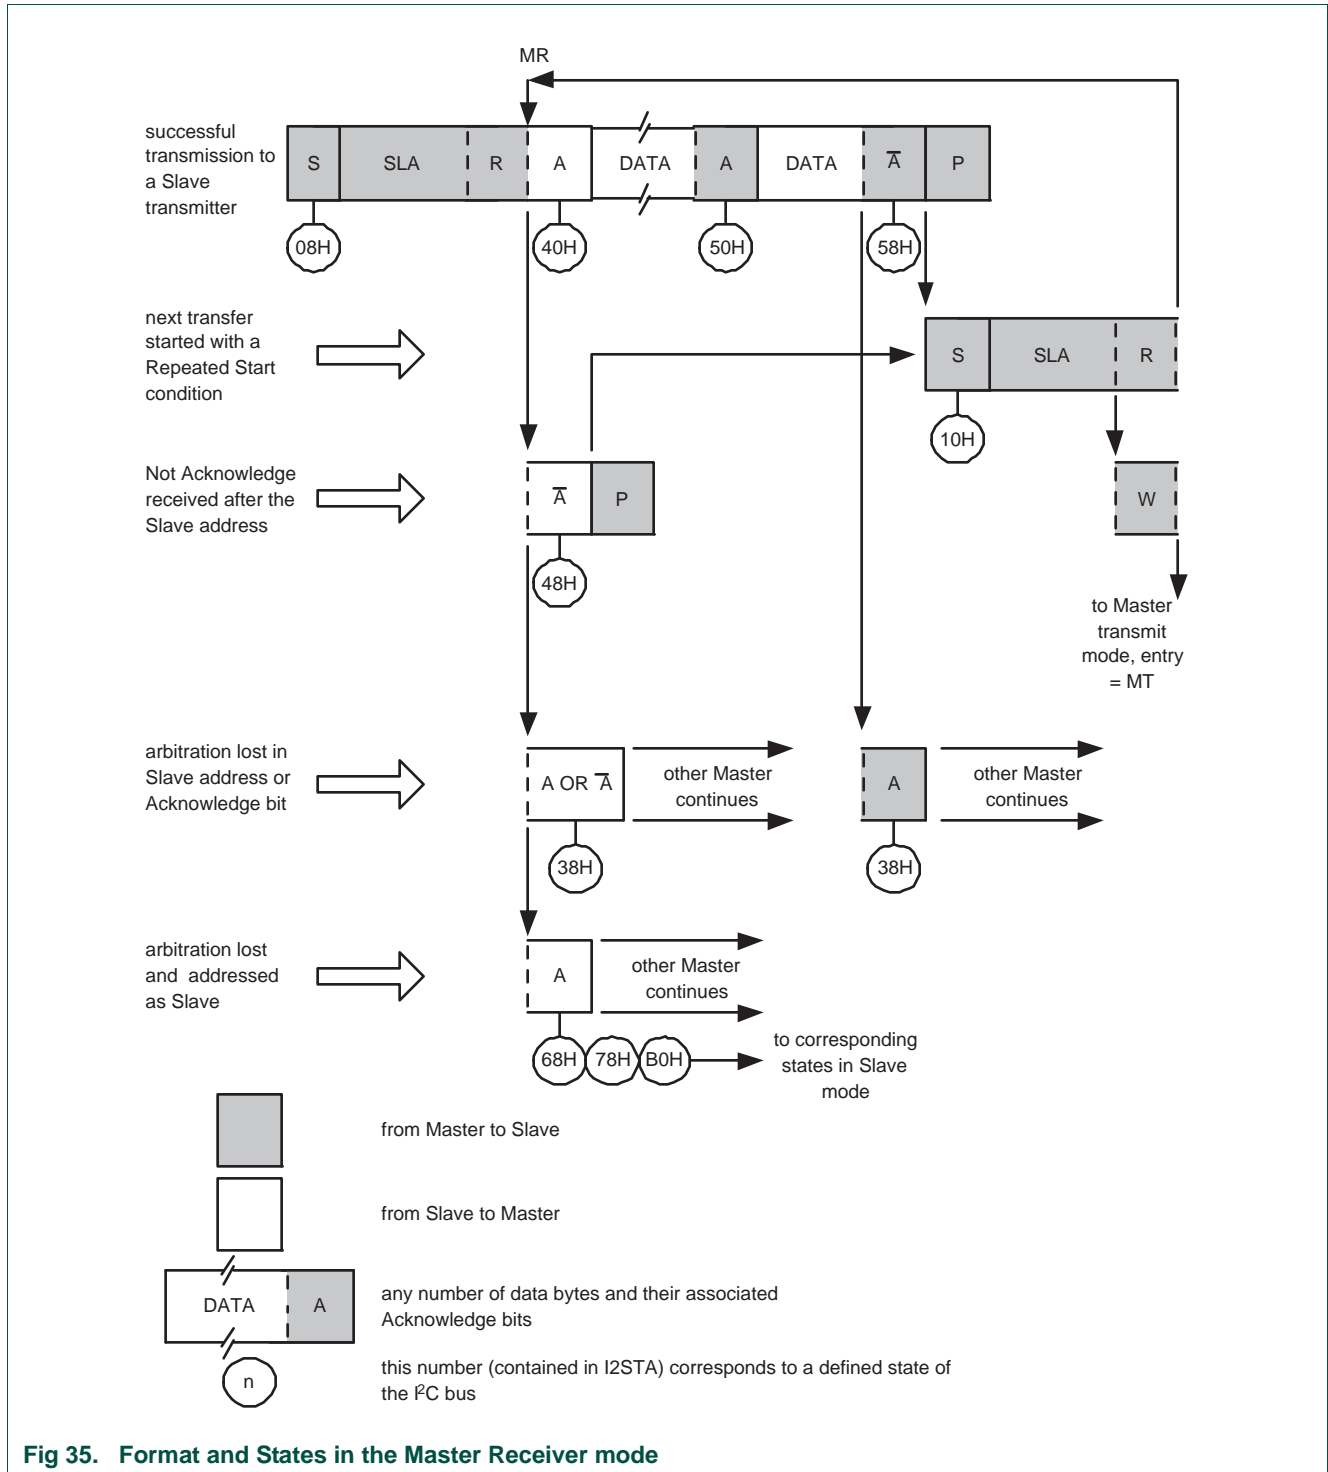 MR
successful
transmission to
a Slave
transmitter
S SLA R A DATA A DATA A̅ P
08H 40H 50H 58H
next transfer
started with a
Repeated Start
condition
S SLA R
10H
Not Acknowledge
received after the
Slave address
A̅ P
W
48H
to Master
transmit
mode, entry
= MT
arbitration lost in
Slave address or
Acknowledge bit
A OR A̅
other Master
continues
A
other Master
continues
38H
38H
arbitration lost
and addressed
as Slave
A
other Master
continues
68H 78H B0H
to corresponding
states in Slave
mode
from Master to Slave
from Slave to Master
DATA A
any number of data bytes and their associated
Acknowledge bits
n
this number (contained in I2STA) corresponds to a defined state of
the I²C bus
Fig 35. Format and States in the Master Receiver mode